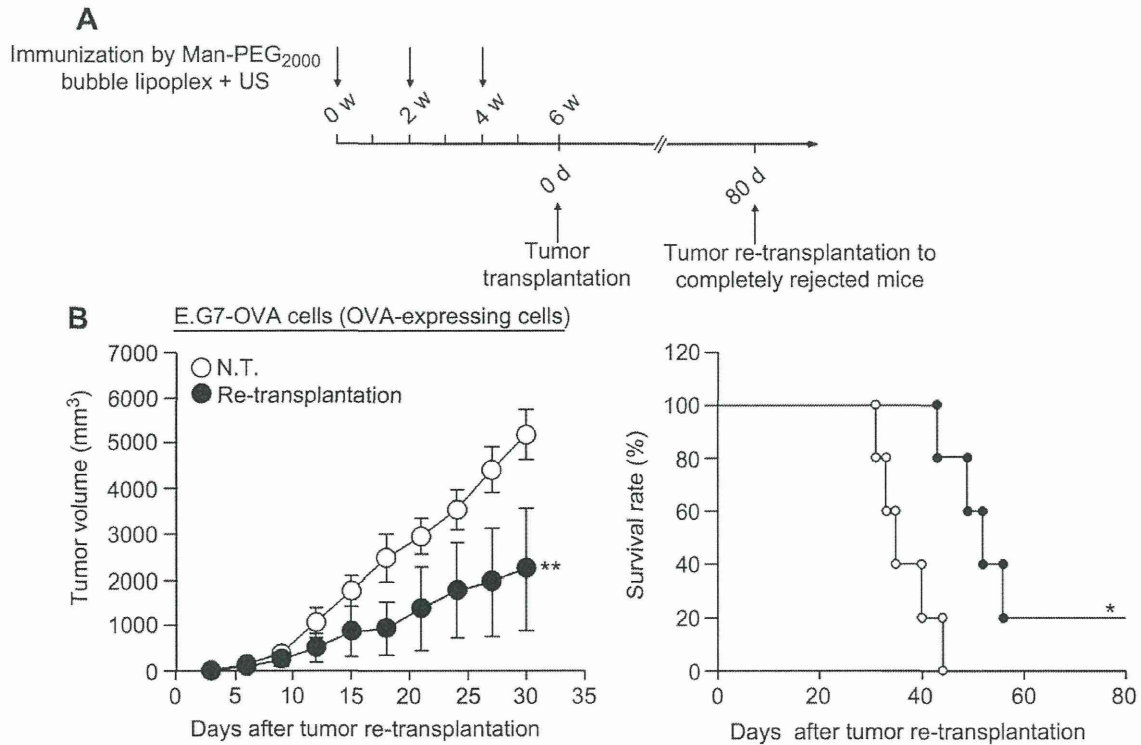 A
Immunization by Man-PEG2000
bubble lipoplex + US
0 w
2 w
4 w
6 w
0 d
80 d
Tumor
transplantation
Tumor re-transplantation to
completely rejected mice
B
E.G7-OVA cells (OVA-expressing cells)
Tumor volume (mm3)
7000
6000
5000
4000
3000
2000
1000
0
N.T.
Re-transplantation
**
0 5 10 15 20 25 30 35
Days after tumor re-transplantation
Survival rate (%)
120
100
80
60
40
20
0
*
0 20 40 60 80
Days after tumor re-transplantation